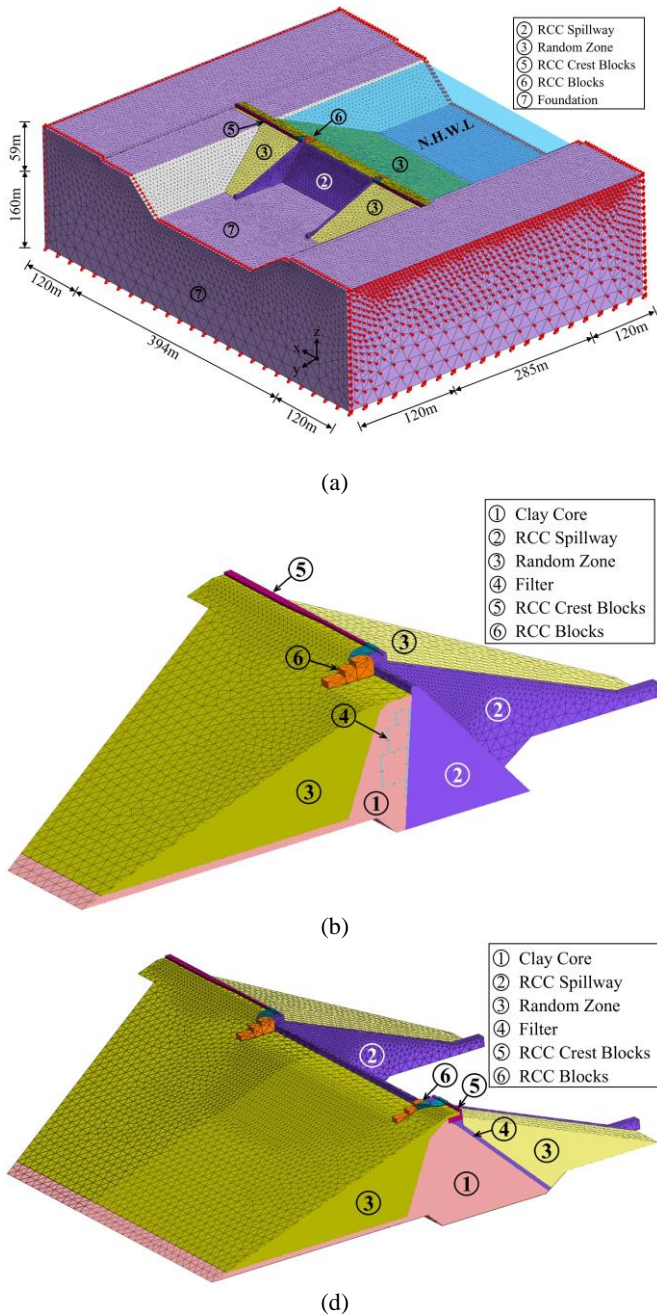 ② RCC Spillway
③ Random Zone
⑤ RCC Crest Blocks
⑥ RCC Blocks
⑦ Foundation
N.H.W.L
⑤
⑥
③
②
③
③
⑦
⑦
59m
160m
120m
394m
120m
z
x
y
120m
285m
120m
(a)
① Clay Core
② RCC Spillway
③ Random Zone
④ Filter
⑤ RCC Crest Blocks
⑥ RCC Blocks
⑤
③
⑥
④
②
③
①
②
(b)
① Clay Core
② RCC Spillway
③ Random Zone
④ Filter
⑤ RCC Crest Blocks
⑥ RCC Blocks
②
⑥
⑤
④
③
①
③
(d)